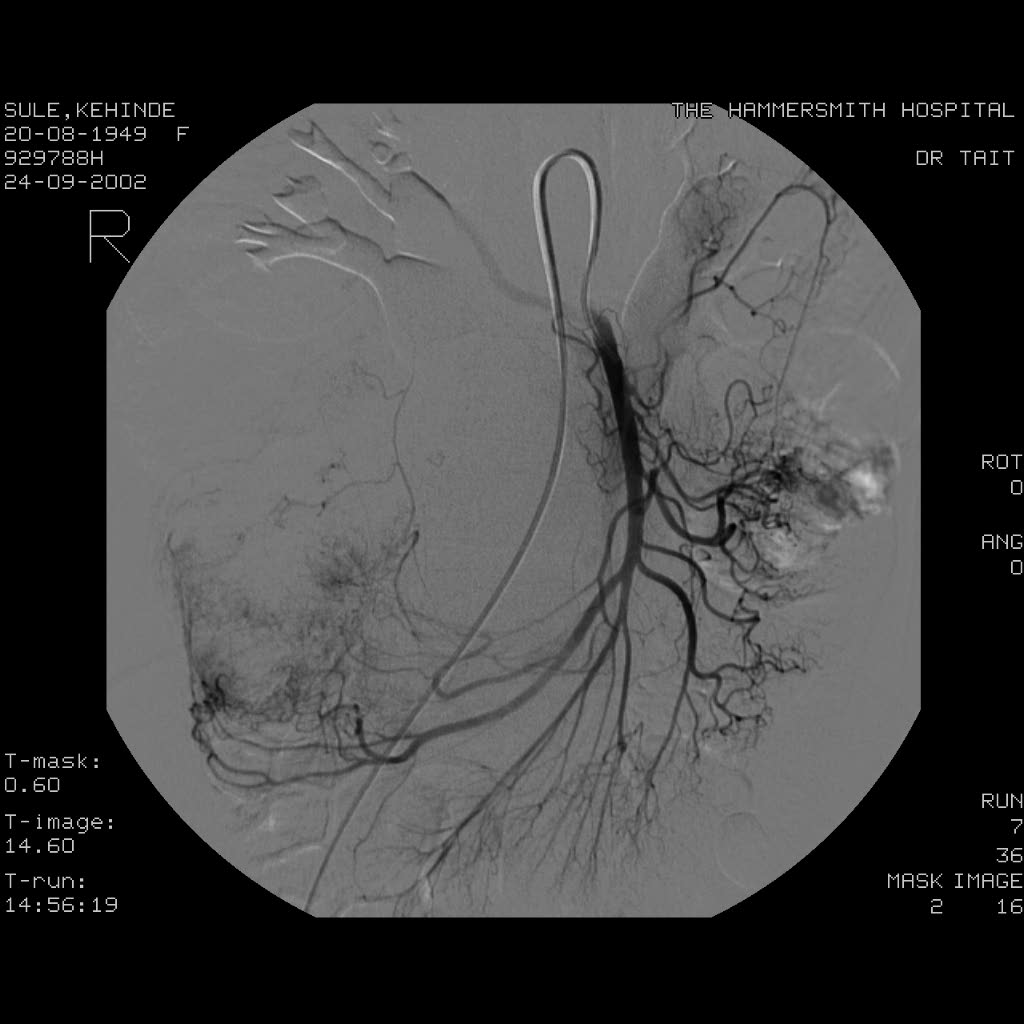 SULE,KEHINDE
20-08-1949 F
929788H
24-09-2002
R
THE HAMMERSMITH HOSPITAL
DR TAIT
ROT
0
ANG
0
T-mask:
0.60
T-image:
14.60
T-run:
14:56:19
RUN
7
36
MASK IMAGE
2 16